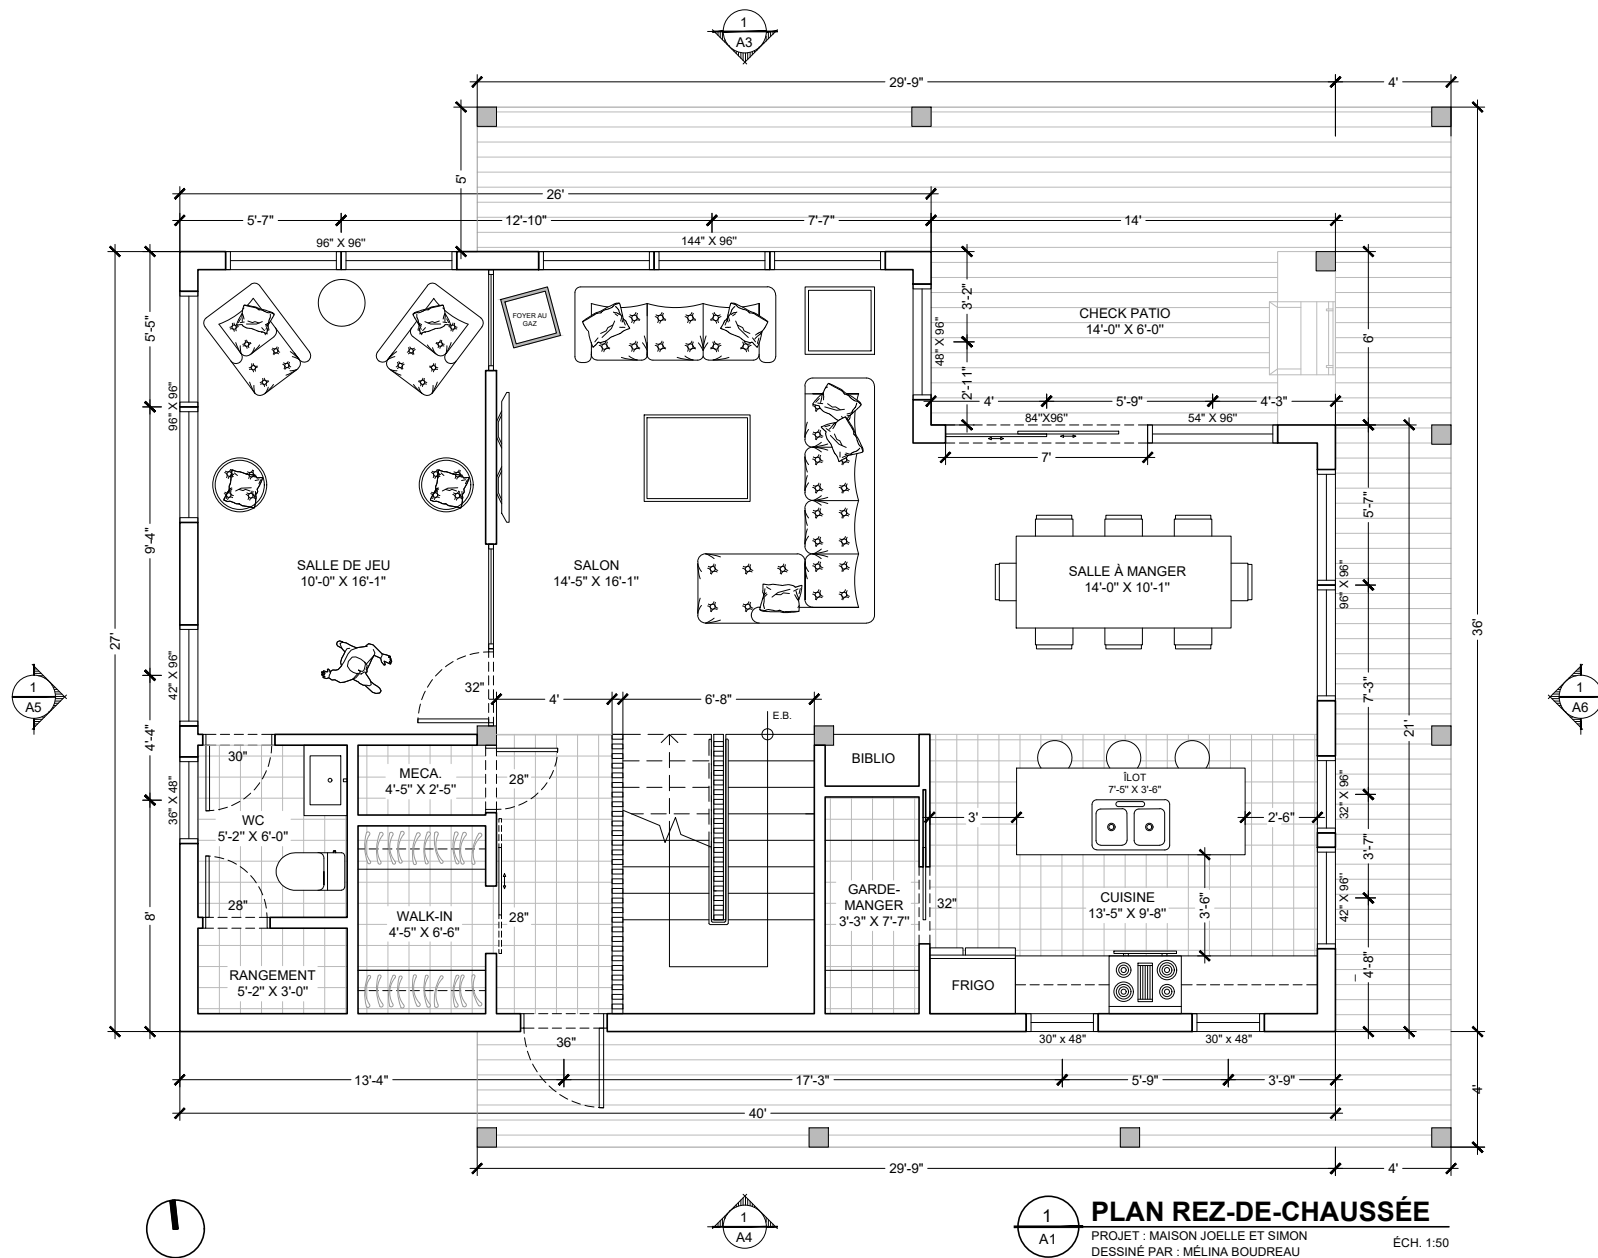 1
A3
29'-9"
4'
5'
26'
5'-7"
12'-10"
7'-7"
14'
96" X 96"
144" X 96"
FOYER AU
GAZ
CHECK PATIO
14'-0" X 6'-0"
3'-2"
48" X 96"
2'-11"
6'
5'-5"
96" X 96"
4'
5'-9"
4'-3"
84"X96"
54" X 96"
7'
9'-4"
27'
SALLE DE JEU
10'-0" X 16'-1"
SALON
14'-5" X 16'-1"
SALLE À MANGER
14'-0" X 10'-1"
5'-7"
96" X 96"
36'
1
A5
42" X 96"
32"
4'
6'-8"
E.B.
7'-3"
21'
1
A6
4'-4"
30"
MECA.
4'-5" X 2'-5"
28"
BIBLIO
ÎLOT
7'-5" X 3'-6"
32" X 96"
36" X 48"
WC
5'-2" X 6'-0"
3'
2'-6"
3'-7"
28"
WALK-IN
4'-5" X 6'-6"
28"
GARDE-
MANGER
3'-3" X 7'-7"
32"
CUISINE
13'-5" X 9'-8"
3'-6"
42" X 96"
8'
RANGEMENT
5'-2" X 3'-0"
FRIGO
4'-8"
36"
30" x 48"
30" x 48"
13'-4"
17'-3"
5'-9"
3'-9"
4'
40'
29'-9"
4'
1
A4
1
A1
PLAN REZ-DE-CHAUSSÉE
PROJET : MAISON JOELLE ET SIMON
DESSINÉ PAR : MÉLINA BOUDREAU
ÉCH. 1:50